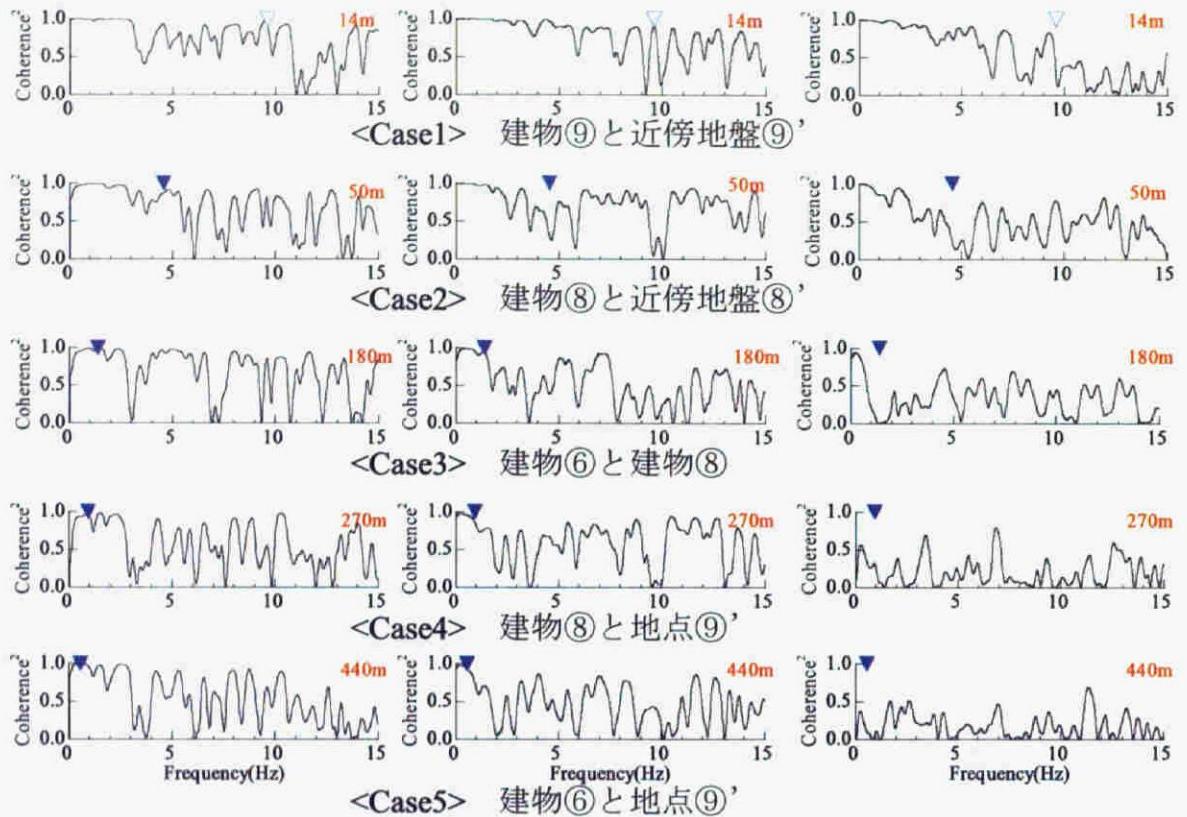 Coherence² 1.0 0.5 0.0 14m 1.0 0.5 0.0 14m 1.0 0.5 0.0 14m
0 5 10 15 0 5 10 15 0 5 10 15
<Case1> 建物⑨と近傍地盤⑨’
Coherence² 1.0 0.5 0.0 50m Coherence² 1.0 0.5 0.0 50m Coherence² 1.0 0.5 0.0 50m
0 5 10 15 0 5 10 15 0 5 10 15
<Case2> 建物⑧と近傍地盤⑧’
Coherence² 1.0 0.5 0.0 180m Coherence² 1.0 0.5 0.0 180m Coherence² 1.0 0.5 0.0 180m
0 5 10 15 0 5 10 15 0 5 10 15
<Case3> 建物⑥と建物⑧
Coherence² 1.0 0.5 0.0 270m Coherence² 1.0 0.5 0.0 270m Coherence² 1.0 0.5 0.0 270m
0 5 10 15 0 5 10 15 0 5 10 15
<Case4> 建物⑧と地点⑨’
Coherence² 1.0 0.5 0.0 440m Coherence² 1.0 0.5 0.0 440m Coherence² 1.0 0.5 0.0 440m
0 5 10 15 0 5 10 15 0 5 10 15
Frequency(Hz) Frequency(Hz) Frequency(Hz)
<Case5> 建物⑥と地点⑨’